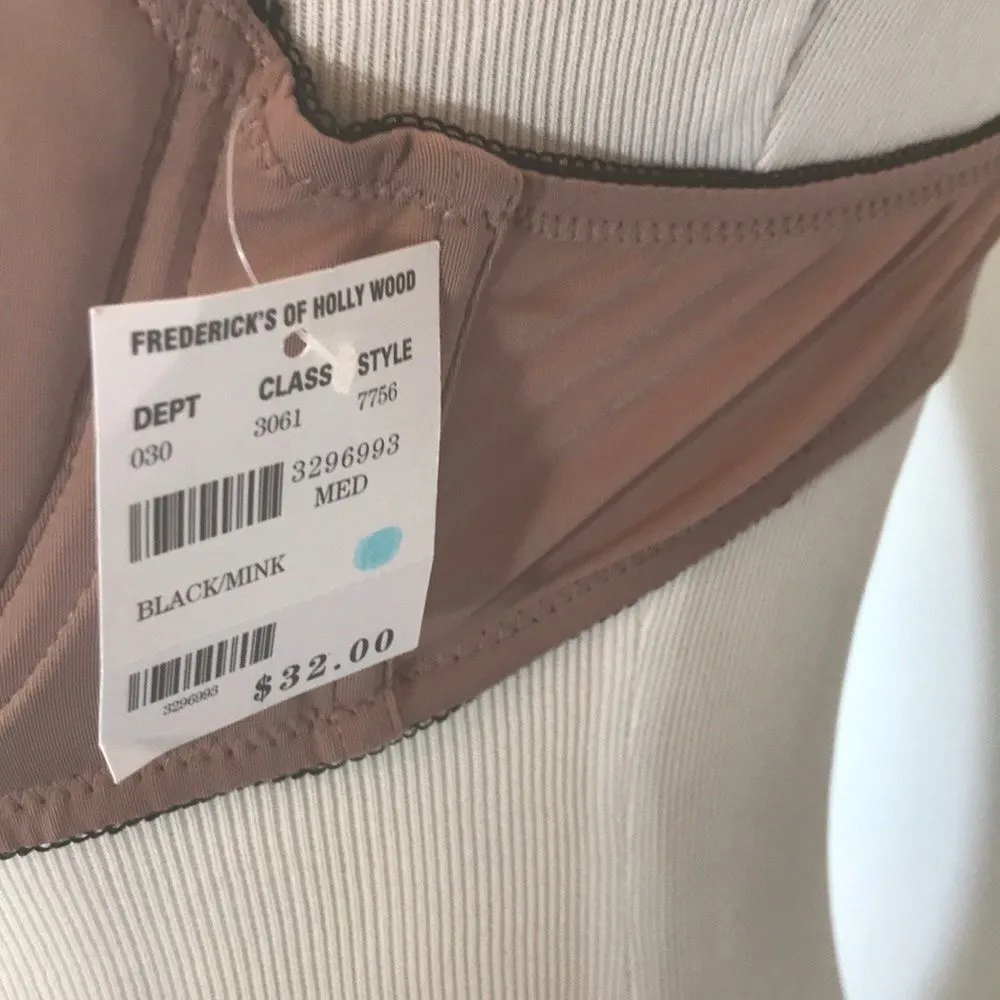 FREDERICK'S OF HOLLY WOOD
DEPT CLASS STYLE
030 3061 7756
3296993
MED
BLACK/MINK
$32.00
3296993